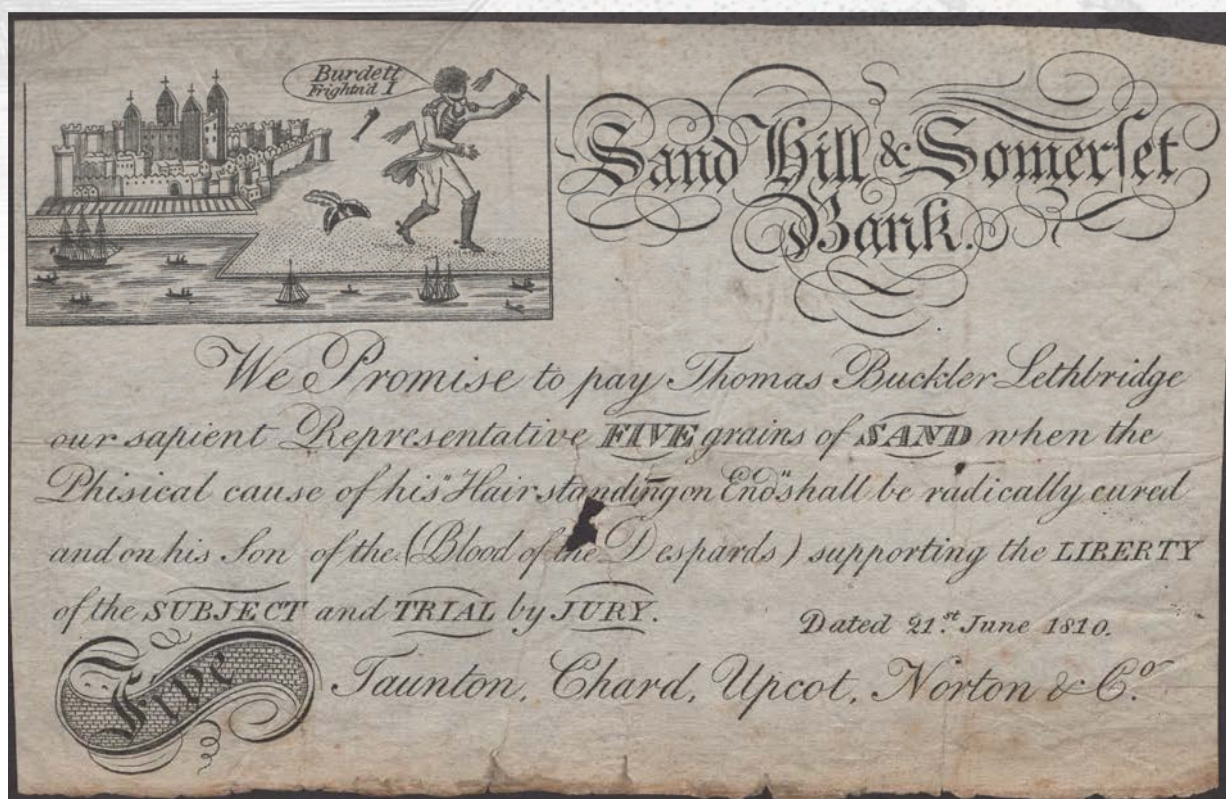 Burdett
Frightn'd I
Sand Hill & Somerſet
Bank.
We Promise to pay Thomas Buckler Lethbridge
our sapient Representative FIVE grains of SAND when the
Phisical cause of his "Hair standing on End" shall be radically cured
and on his Son of the (Blood of the Despards) supporting the LIBERTY
of the SUBJECT and TRIAL by JURY.
Dated 21.st June 1810.
Five
Taunton, Chard, Upcot, Norton & Co.